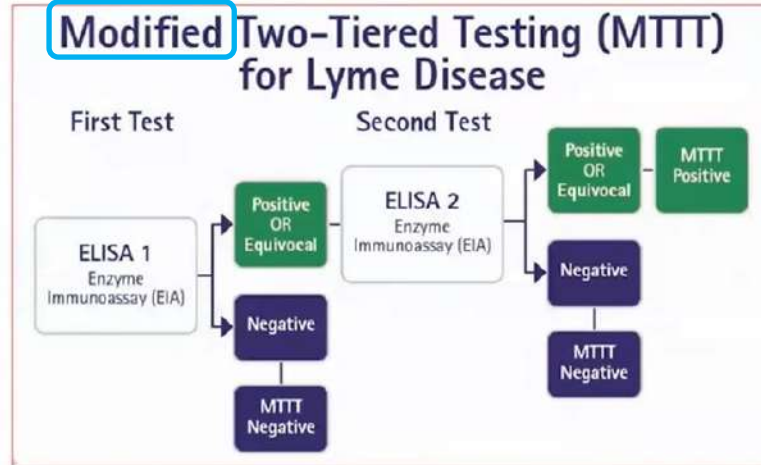 Modified Two-Tiered Testing (MTTT)
for Lyme Disease
First Test
Second Test
ELISA 1
Enzyme
Immunoassay (EIA)
Positive
OR
Equivocal
Negative
MTTT
Negative
ELISA 2
Enzyme
Immunoassay (EIA)
Positive
OR
Equivocal
MTTT
Positive
Negative
MTTT
Negative